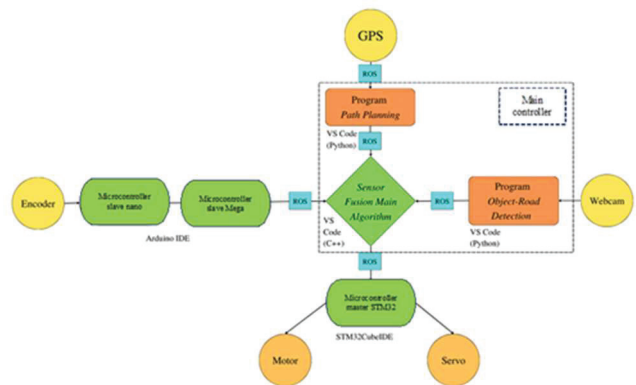 GPS
ROS
Program
Path Planning
Main
controller
VS Code
(Python)
ROS
Encoder
Microcontroller
slave nano
Microcontroller
slave Mega
ROS
Sensor
Fusion Main
Algorithm
ROS
Program
Object-Road
Detection
Webcam
Arduino IDE
VS
Code
(C++)
VS Code
(Python)
ROS
Microcontroller
master STM32
STM32CubeIDE
Motor
Servo